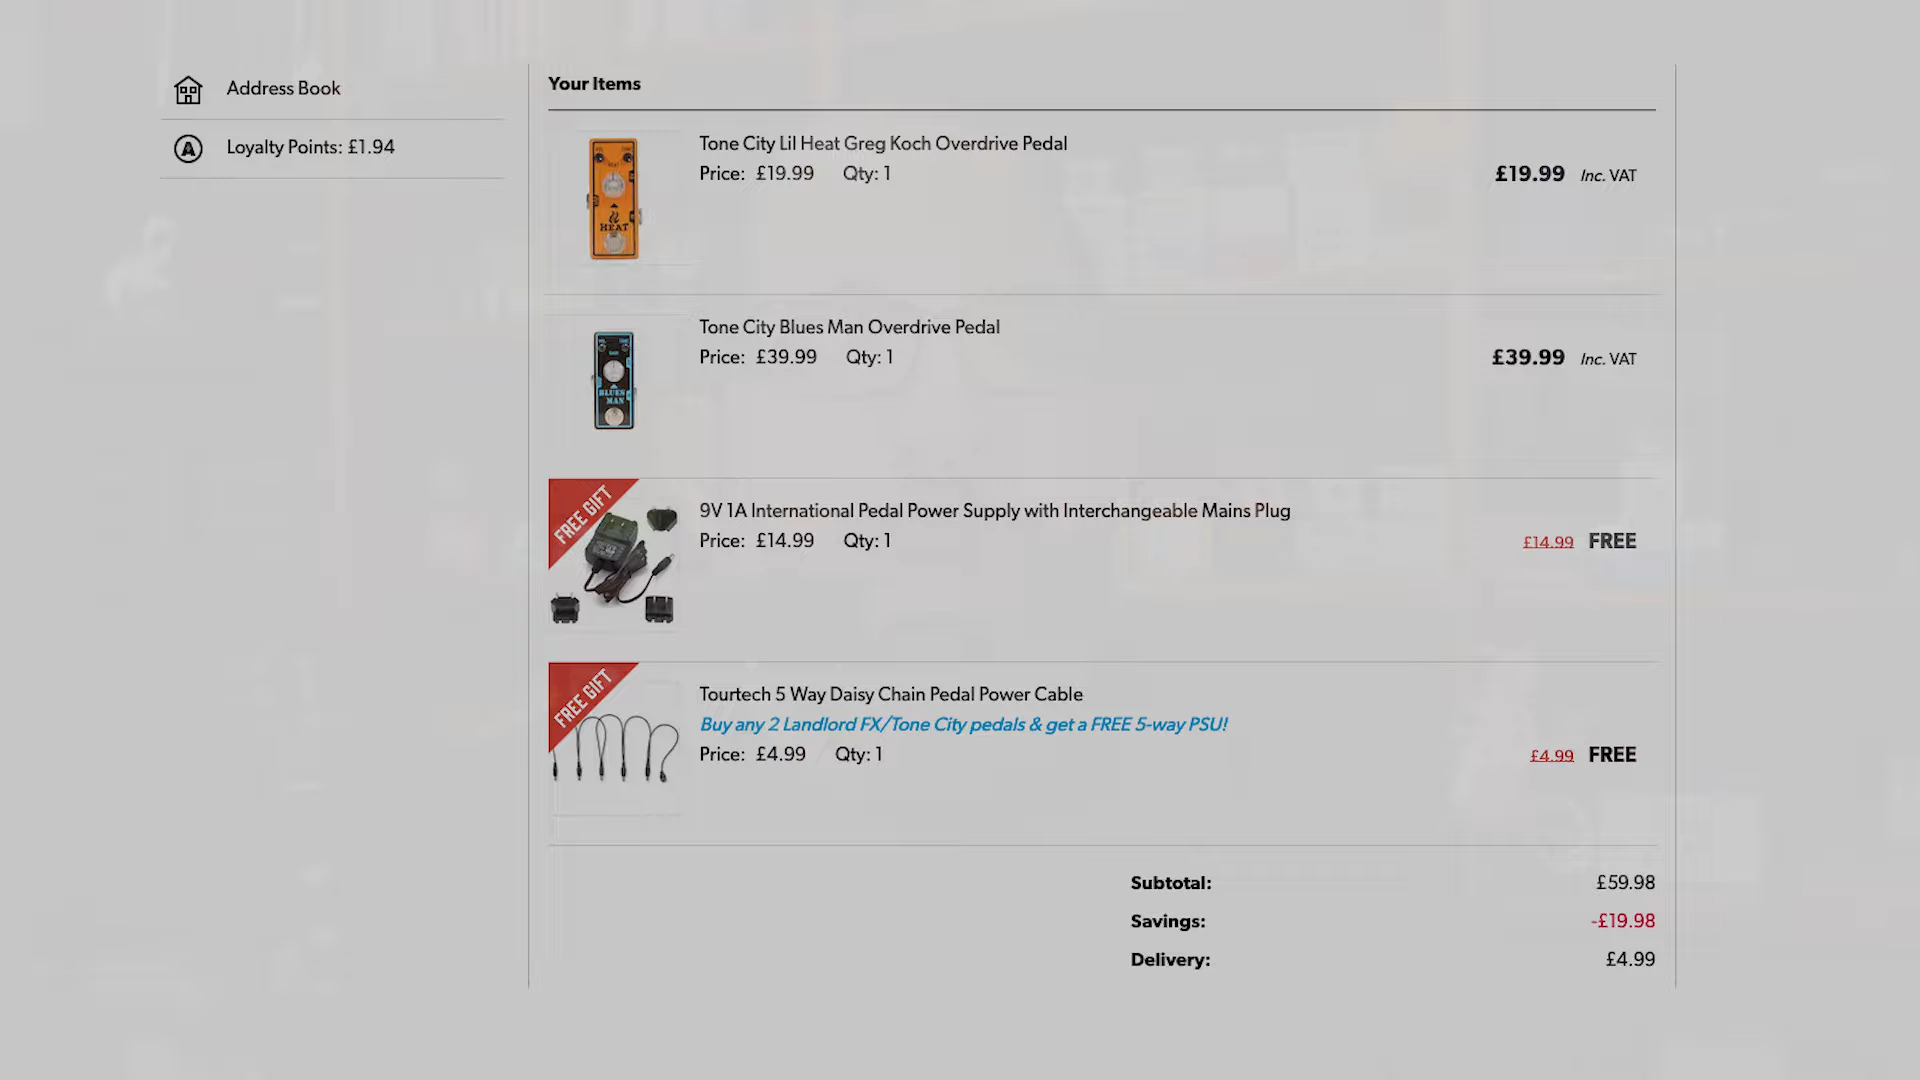 Address Book
Loyalty Points: £1.94
Your Items
Tone City Lil Heat Greg Koch Overdrive Pedal
Price: £19.99 Qty: 1
£19.99 Inc. VAT
HEAT
Tone City Blues Man Overdrive Pedal
Price: £39.99 Qty: 1
£39.99 Inc. VAT
BLUES
MAN
FREE GIFT
9V 1A International Pedal Power Supply with Interchangeable Mains Plug
Price: £14.99 Qty: 1
£14.99 FREE
FREE GIFT
Tourtech 5 Way Daisy Chain Pedal Power Cable
Buy any 2 Landlord FX/Tone City pedals & get a FREE 5-way PSU!
Price: £4.99 Qty: 1
£4.99 FREE
Subtotal: £59.98
Savings: -£19.98
Delivery: £4.99